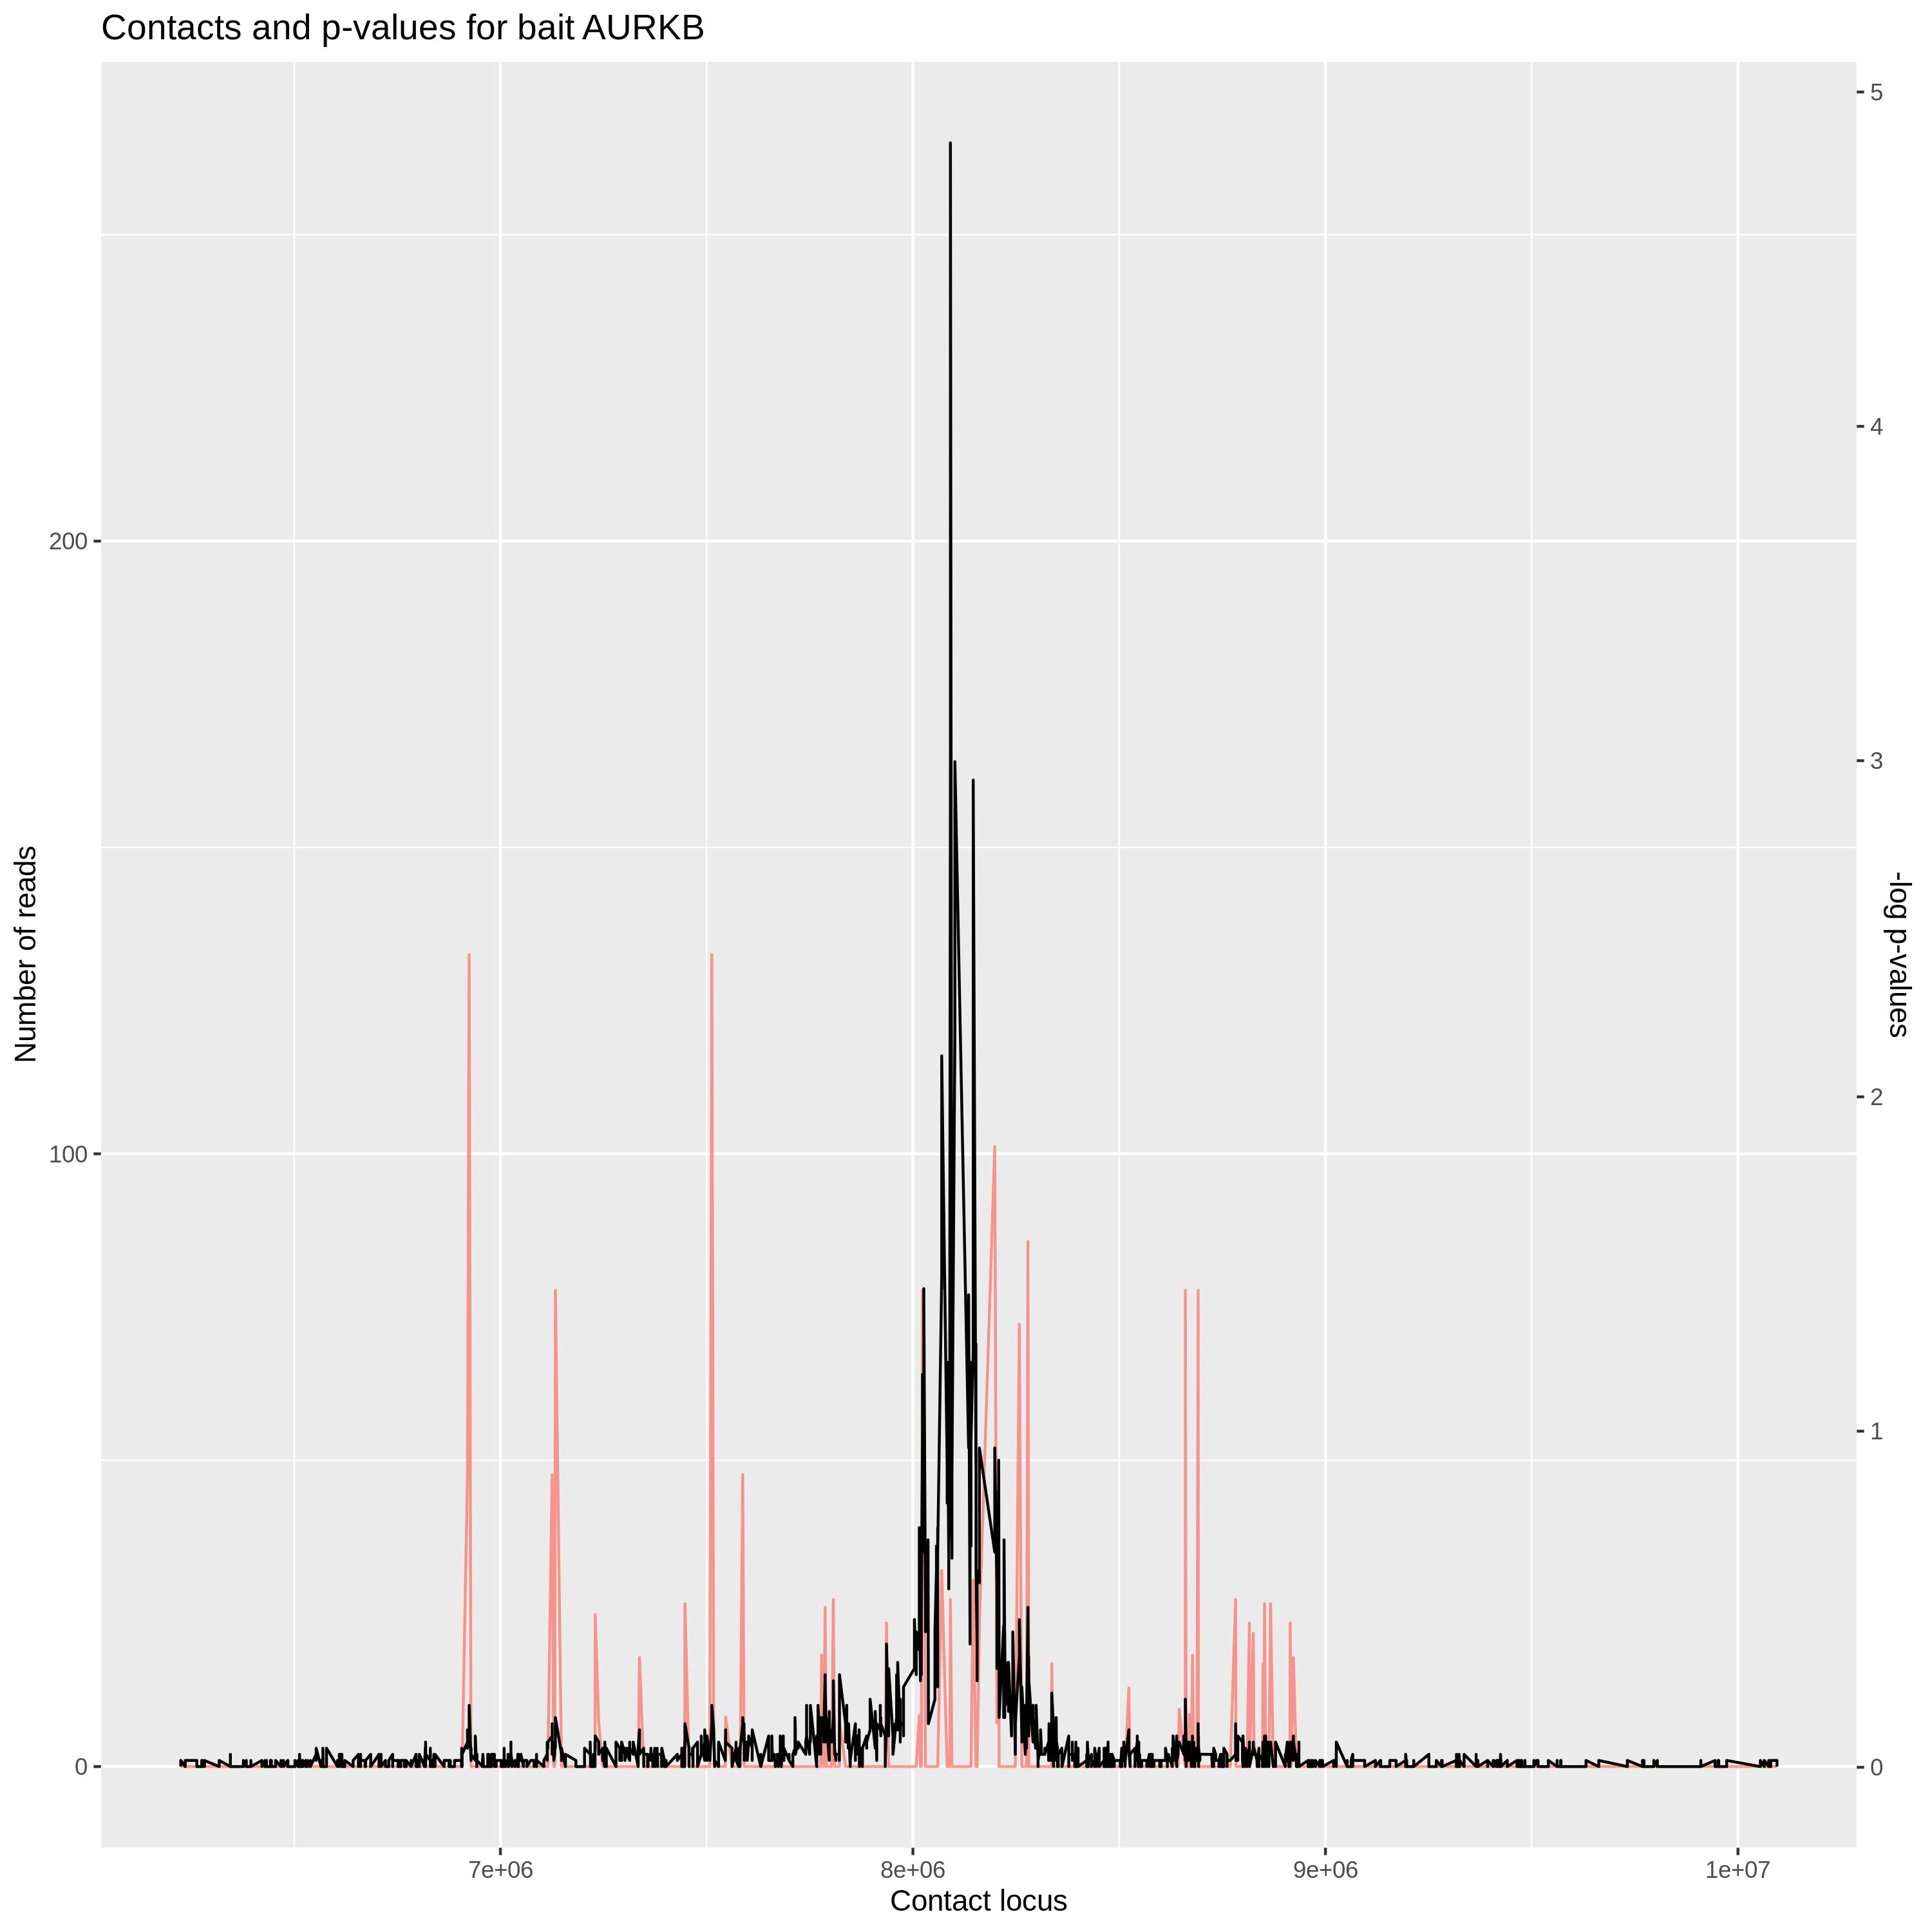 Contacts and p-values for bait AURKB
Number of reads
200
100
0
5
4
3
2
1
0
-log p-values
7e+06
8e+06
9e+06
1e+07
Contact locus